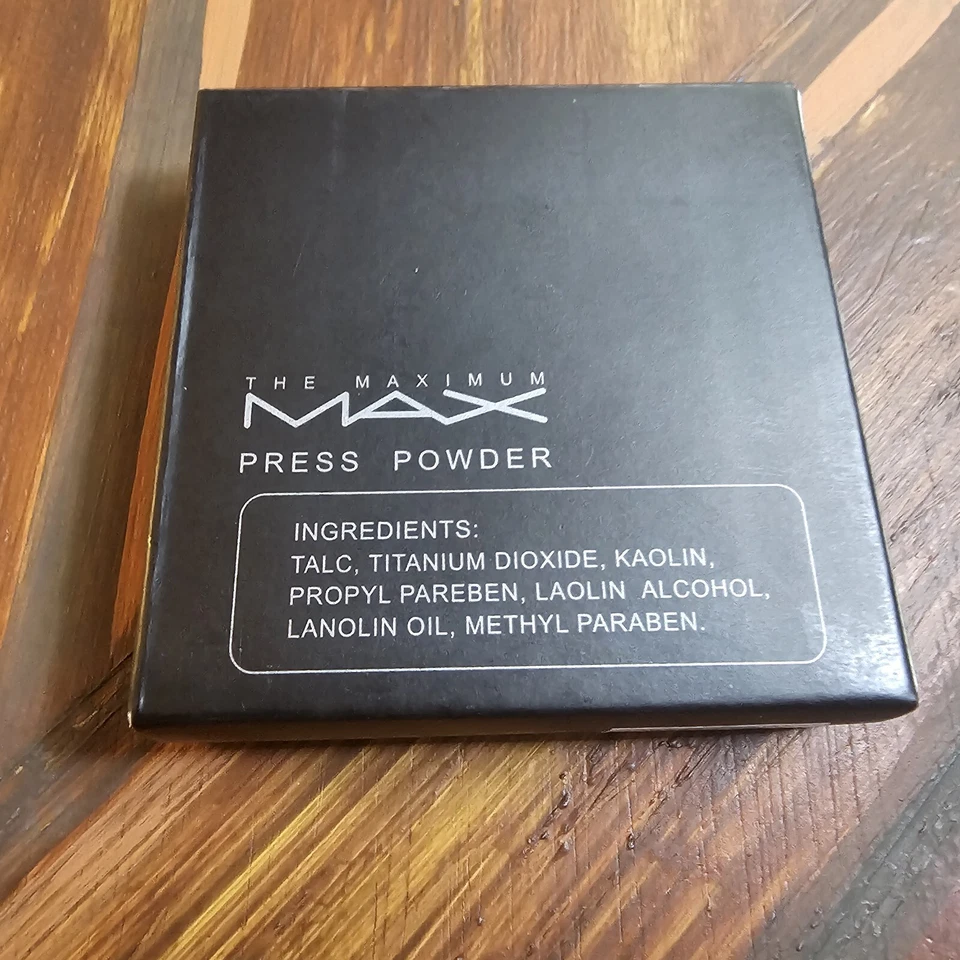 THE MAXIMUM
MAX
PRESS POWDER
INGREDIENTS:
TALC, TITANIUM DIOXIDE, KAOLIN,
PROPYL PAREBEN, LAOLIN ALCOHOL,
LANOLIN OIL, METHYL PARABEN.